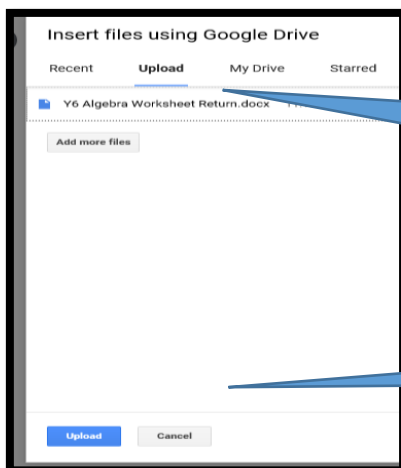 Insert files using Google Drive
Recent Upload My Drive Starred
Y6 Algebra Worksheet Return.docx
Add more files
Upload Cancel